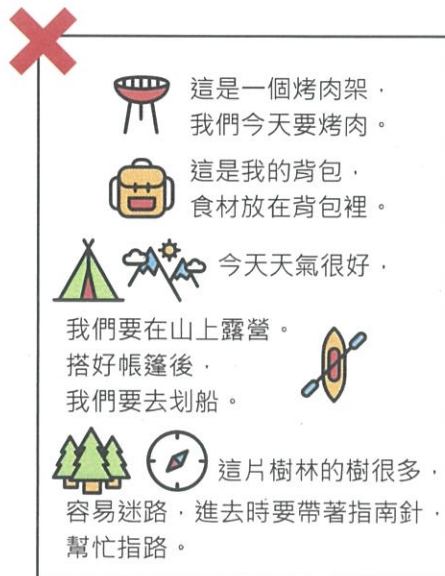 這是一個烤肉架，
我們今天要烤肉。
這是我的背包，
食材放在背包裡。
今天天氣很好，
我們要在山上露營。
搭好帳篷後，
我們要去划船。
這片樹林的樹很多，
容易迷路，進去時要帶著指南針，
幫忙指路。